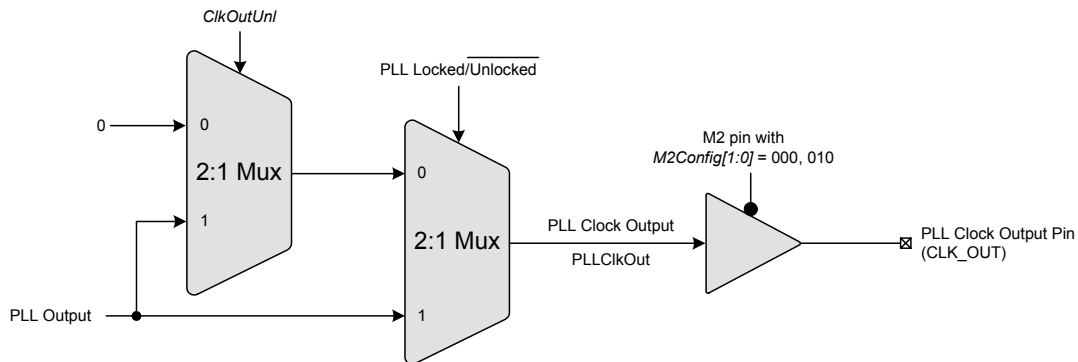 ClkOutUnl
PLL Locked/Unlocked
0
0
2:1 Mux
1
M2 pin with
M2Config[1:0] = 000, 010
0
2:1 Mux
1
PLL Clock Output
PLLClkOut
PLL Clock Output Pin
(CLK_OUT)
PLL Output